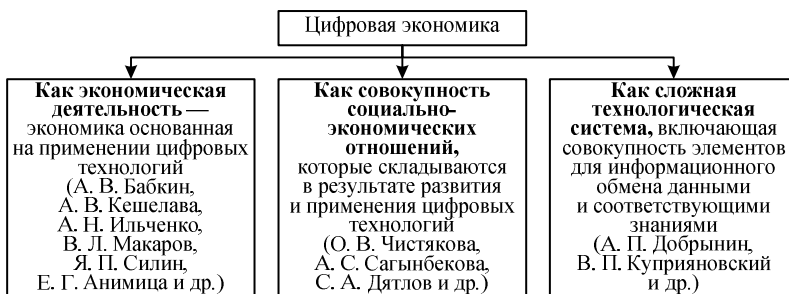 Цифровая экономика
Как экономическая
деятельность —
экономика основанная
на применении цифровых
технологий
(А. В. Бабкин,
А. В. Кешелава,
А. Н. Ильченко,
В. Л. Макаров,
Я. П. Силин,
Е. Г. Анимица и др.)
Как совокупность
социально-
экономических
отношений,
которые складываются
в результате развития
и применения цифровых
технологий
(О. В. Чистякова,
А. С. Сагынбекова,
С. А. Дятлов и др.)
Как сложная
технологическая
система, включающая
совокупность элементов
для информационного
обмена данными
и соответствующими
знаниями
(А. П. Добрынин,
В. П. Куприяновский
и др.)